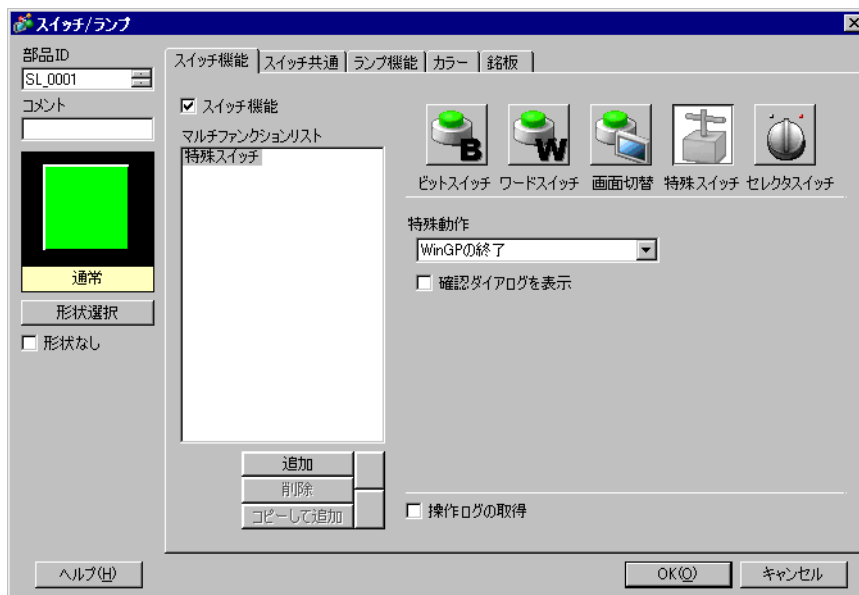 スイッチ/ランプ
部品ID
SL_0001
コメント
通常
形状選択
形状なし
スイッチ機能 スイッチ共通 ランプ機能 カラー 銘板
スイッチ機能
マルチファンクションリスト
特殊スイッチ
追加
削除
コピーして追加
B W
ビットスイッチ ワードスイッチ 画面切替 特殊スイッチ セレクタスイッチ
特殊動作
WinGPの終了
確認ダイアログを表示
操作ログの取得
ヘルプ(H) OK(O) キャンセル